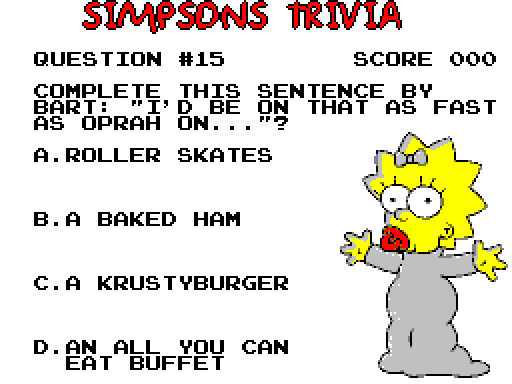 SIMPSONS TRIVIA
QUESTION #15 SCORE 000
COMPLETE THIS SENTENCE BY
BART: "I'D BE ON THAT AS FAST
AS OPRAH ON..."?
A.ROLLER SKATES
B.A BAKED HAM
C.A KRUSTYBURGER
D.AN ALL YOU CAN
EAT BUFFET